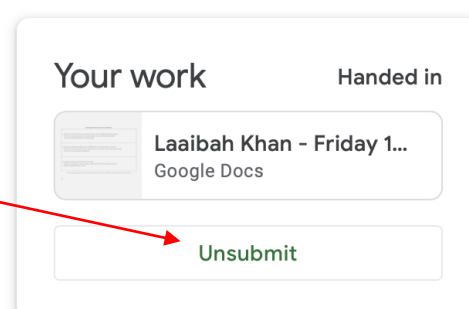 Your work
Handed in
Laaibah Khan - Friday 1...
Google Docs
Unsubmit